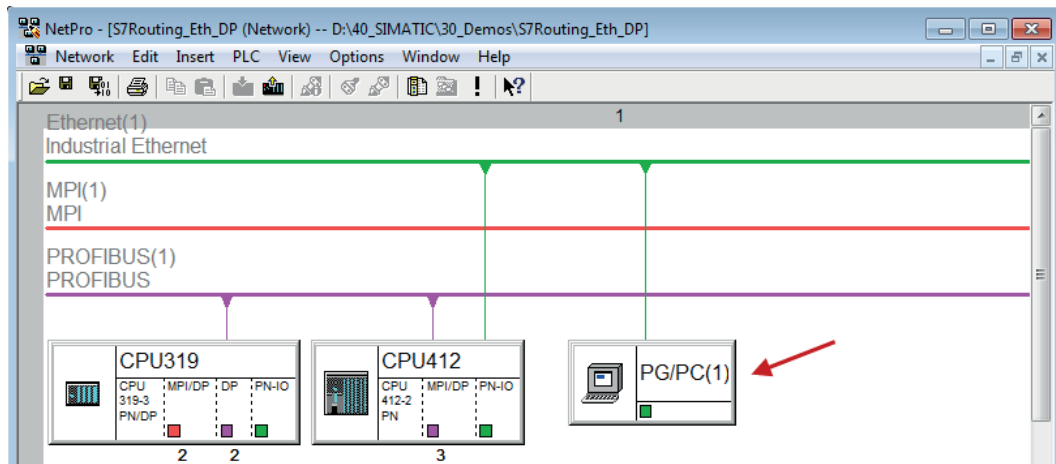 NetPro - [S7Routing_Eth_DP (Network) -- D:\40_SIMATIC\30_Demos\S7Routing_Eth_DP]
Network Edit Insert PLC View Options Window Help
Ethernet(1) 1
Industrial Ethernet
MPI(1)
MPI
PROFIBUS(1)
PROFIBUS
CPU319
CPU 319-3 PN/DP
MPI/DP
DP
PN-IO
2 2
CPU412
CPU 412-2 PN
MPI/DP
PN-IO
3
PG/PC(1)